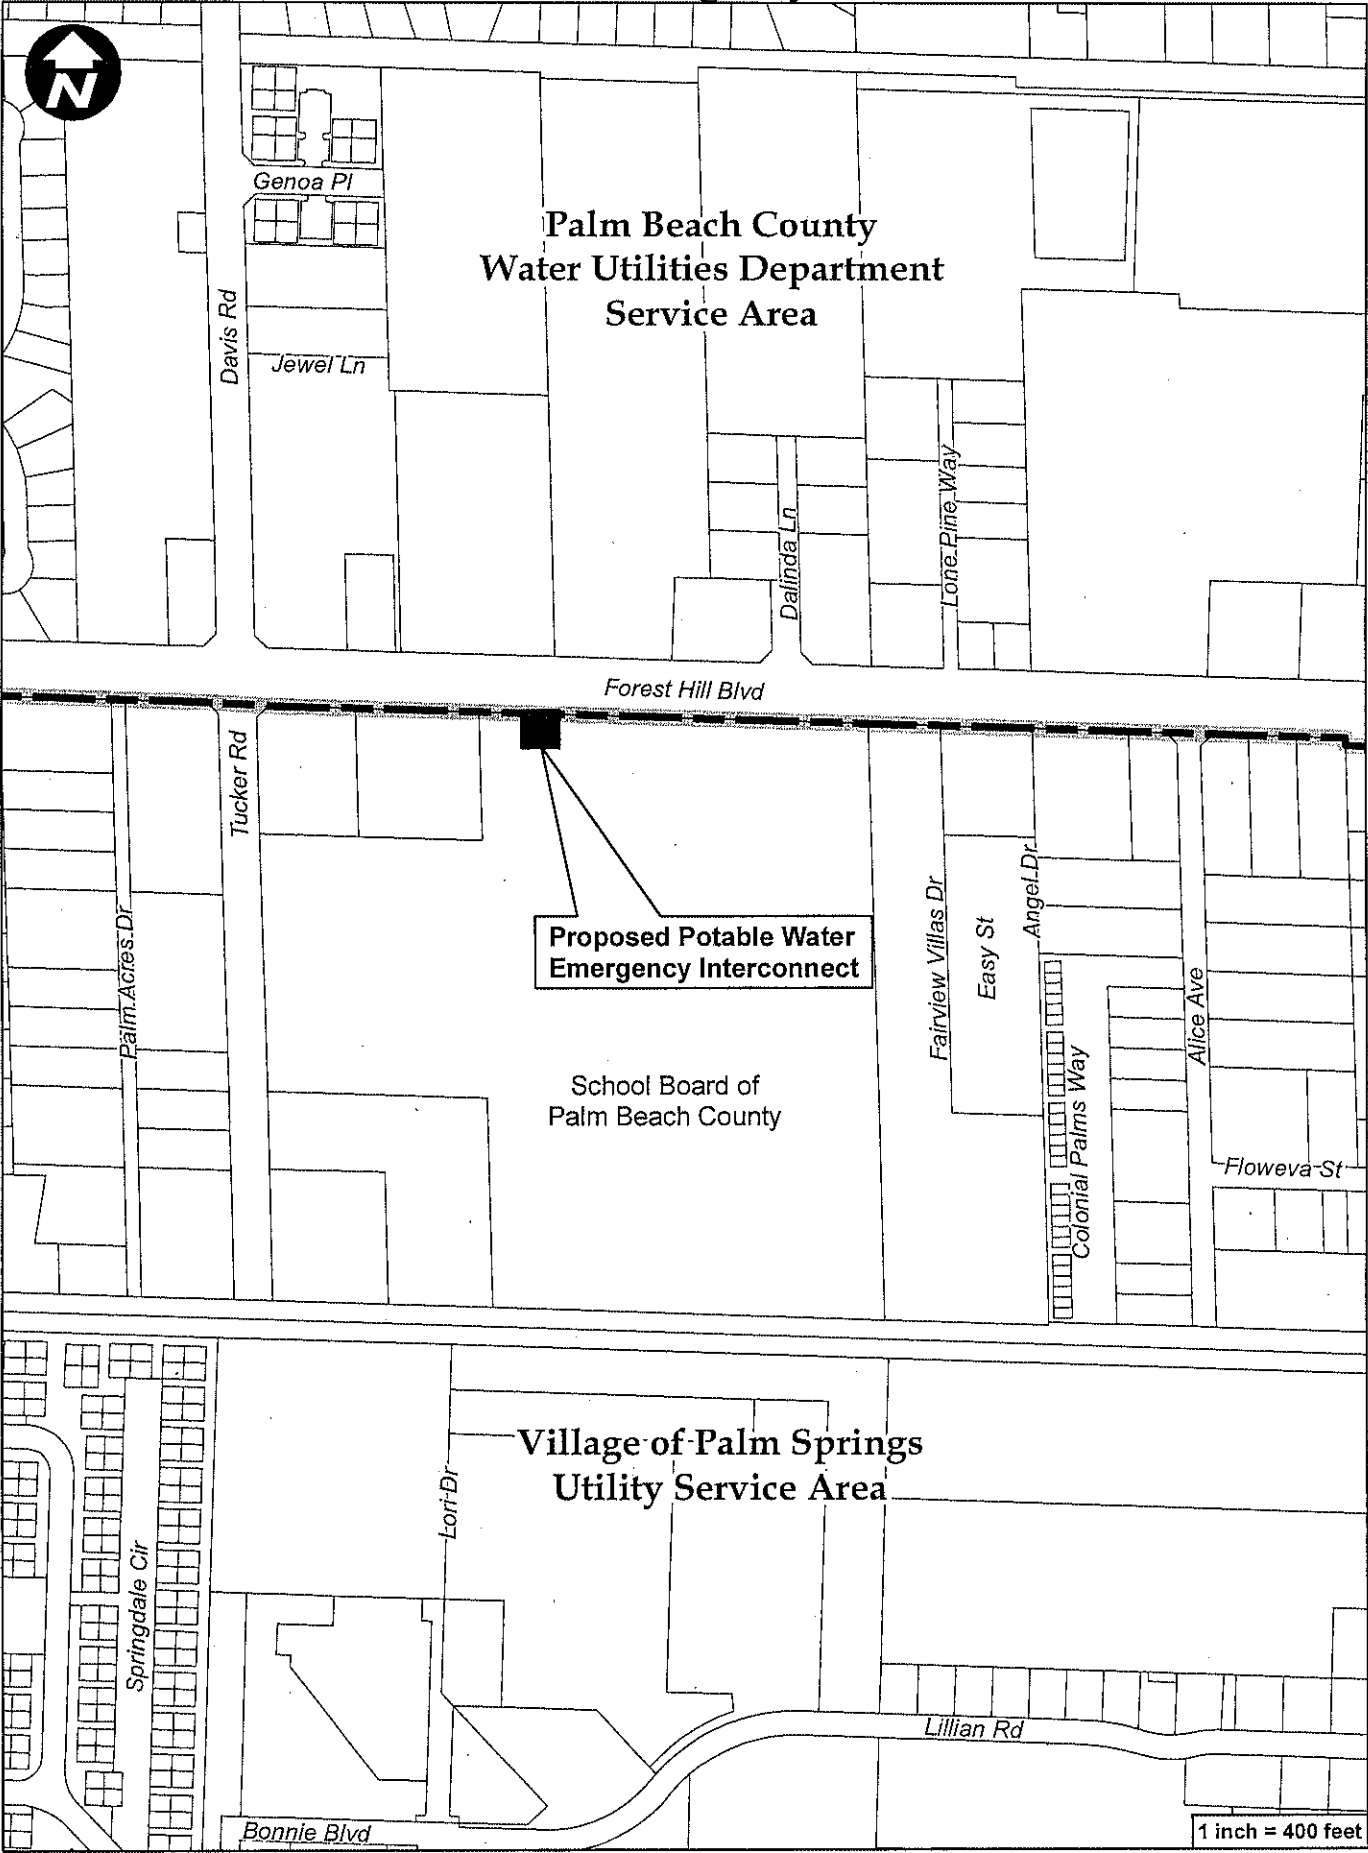 N
Genoa Pl
Palm Beach County
Water Utilities Department
Service Area
Davis Rd
Jewel Ln
Dalinda Ln
Lone Pine Way
Forest Hill Blvd
Tucker Rd
Palm Acres Dr
Proposed Potable Water
Emergency Interconnect
Fairview Villas Dr
Easy St
Angel Dr
Alice Ave
School Board of
Palm Beach County
Colonial Palms Way
Floweva St
Village of Palm Springs
Utility Service Area
Lori Dr
Springdale Cir
Lillian Rd
Bonnie Blvd
1 inch = 400 feet